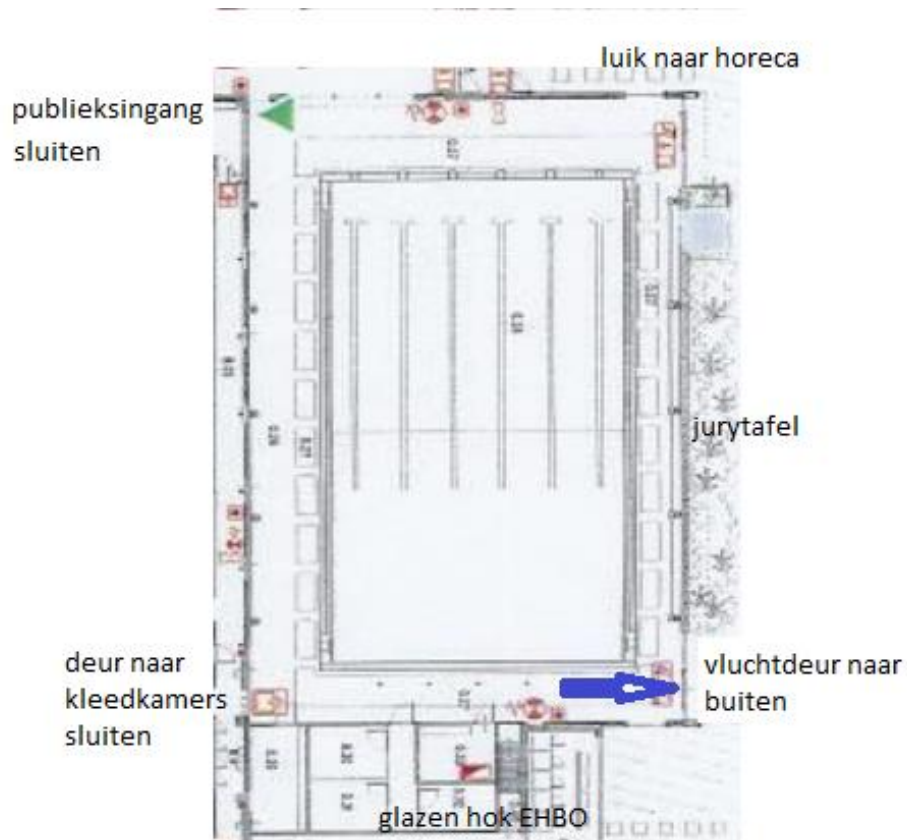 luik naar horeca
publieksingang
sluiten
jurytafel
deur naar
kleedkamers
sluiten
vluchtdeur naar
buiten
glazen hok EHBO